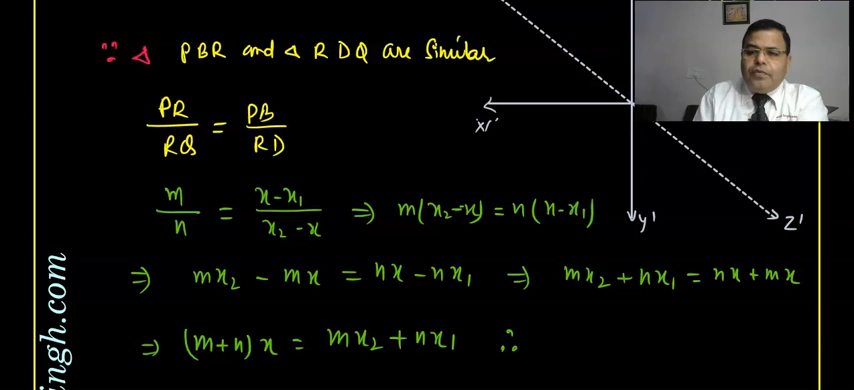 ∵ Δ PBR and Δ RDQ are Similar
PR/RQ = PB/RD
X'
m/n = (x-x₁)/(x₂-x) ⇒ m(x₂-x) = n(x-x₁)
Y'
Z'
⇒ mx₂ - mx = nx - nx₁ ⇒ mx₂ + nx₁ = nx + mx
⇒ (m+n)x = mx₂ + nx₁ ∴
ingh.com